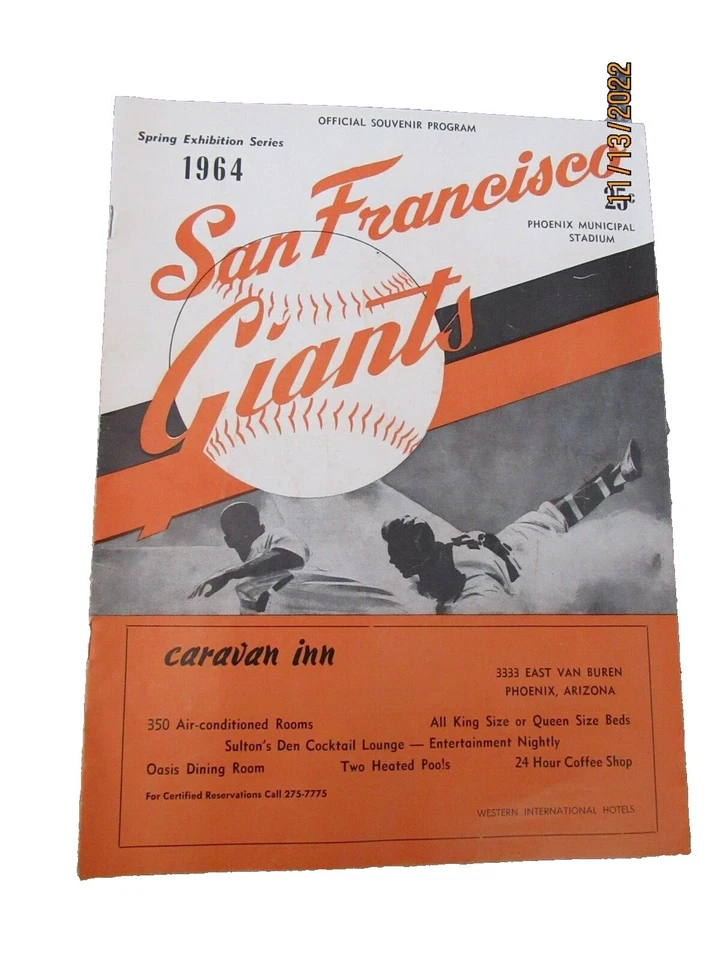 OFFICIAL SOUVENIR PROGRAM
Spring Exhibition Series
1964
San Francisco
Giants
25¢
PHOENIX MUNICIPAL
STADIUM
11/13/2022
caravan inn
3333 EAST VAN BUREN
PHOENIX, ARIZONA
350 Air-conditioned Rooms All King Size or Queen Size Beds
Sulton's Den Cocktail Lounge — Entertainment Nightly
Oasis Dining Room Two Heated Poo!s 24 Hour Coffee Shop
For Certified Reservations Call 275-7775
WESTERN INTERNATIONAL HOTELS